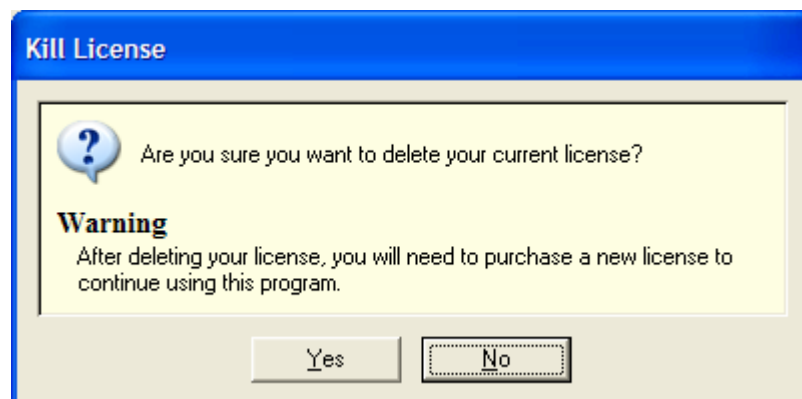 Kill License
Are you sure you want to delete your current license?
Warning
After deleting your license, you will need to purchase a new license to
continue using this program.
Yes No